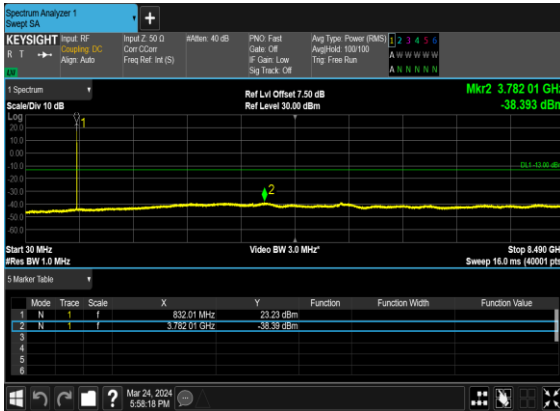 Spectrum Analyzer 1
Swept SA
KEYSIGHT Input: RF Input Z: 50 Ω #Atten: 40 dB PNO: Fast Avg Type: Power (RMS) 1 2 3 4 5 6
R T Coupling: DC Corr CCorr Gate: Off Avg|Hold: 100/100 A W W W W W
Align: Auto Freq Ref: Int (S) IF Gain: Low Trig: Free Run
LXI Sig Track: Off A N N N N N
1 Spectrum Ref Lvl Offset 7.50 dB Mkr2 3.782 01 GHz
Scale/Div 10 dB Ref Level 30.00 dBm -38.393 dBm
Log
20.0
10.0
0.00
-10.0
-20.0
-30.0
-40.0
-50.0
-60.0
1
DL1 -13.00 dBm
2
Start 30 MHz Video BW 3.0 MHz* Stop 8.490 GHz
#Res BW 1.0 MHz Sweep 16.0 ms (40001 pts)
5 Marker Table
Mode Trace Scale X Y Function Function Width Function Value
1 N 1 f 832.01 MHz 23.23 dBm
2 N 1 f 3.782 01 GHz -38.39 dBm
3
4
5
6
? Mar 24, 2024
5:58:18 PM